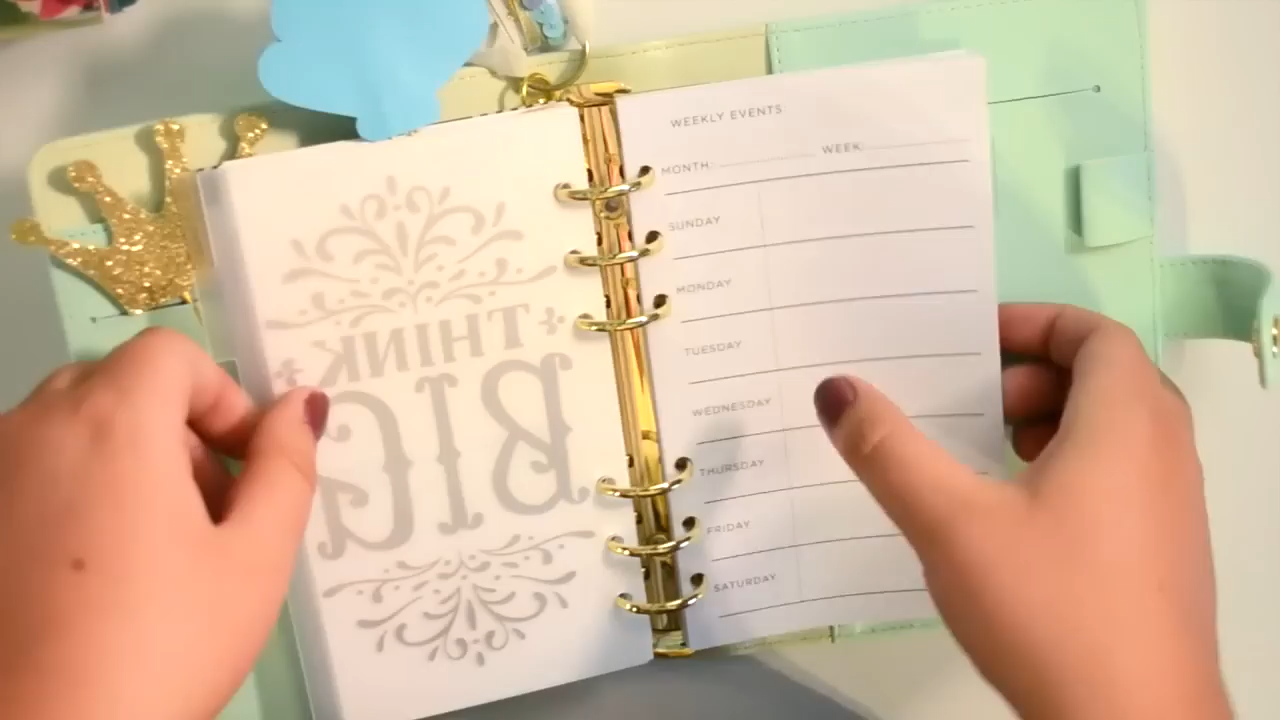 THINK
BIG
WEEKLY EVENTS
MONTH: WEEK:
SUNDAY
MONDAY
TUESDAY
WEDNESDAY
THURSDAY
FRIDAY
SATURDAY